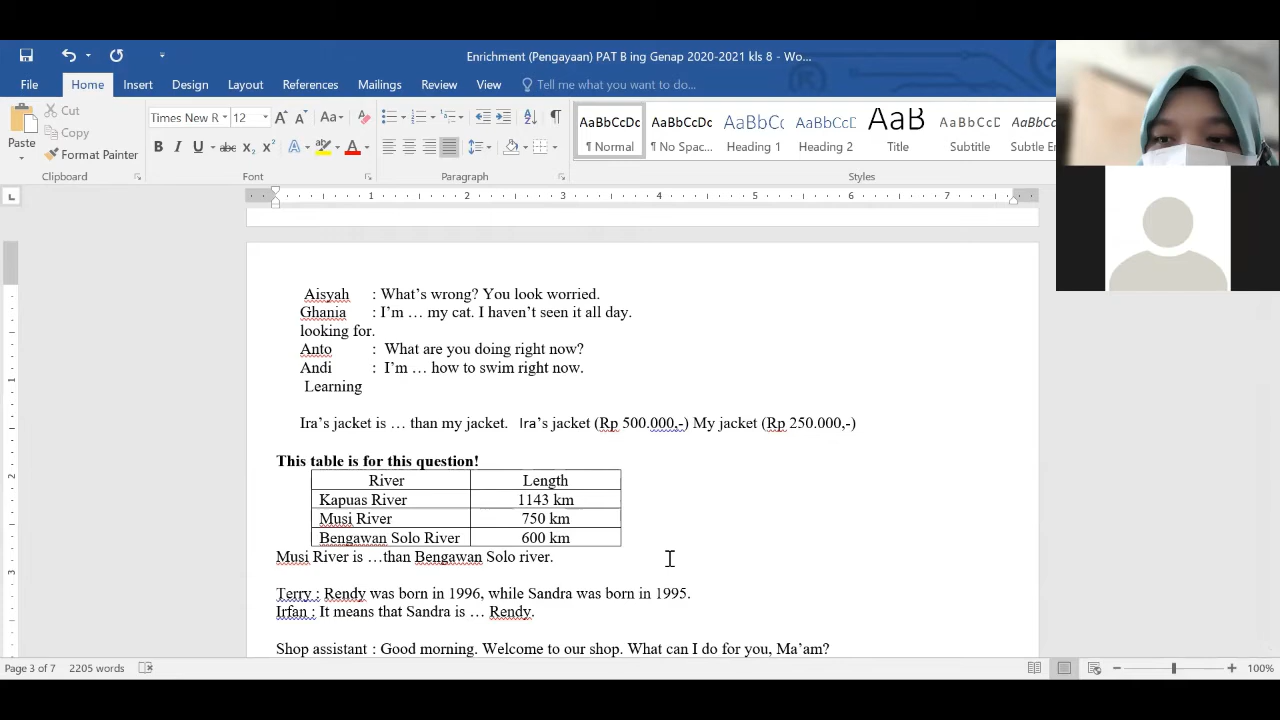 Enrichment (Pengayaan) PAT B ing Genap 2020-2021 kls 8 - Wo...
File Home Insert Design Layout References Mailings Review View Tell me what you want to do...
Cut
Copy
Paste
Format Painter
Clipboard
Times New R 12
Font
Paragraph
AaBbCcDc AaBbCcDc AaBbCc AaBbCcD AaB AaBbCcD
¶ Normal ¶ No Spac... Heading 1 Heading 2 Title Subtitle Subtle
Styles
1 2 3 4 5 6 7
Aisyah : What's wrong? You look worried.
Ghania : I'm … my cat. I haven't seen it all day.
looking for.
Anto : What are you doing right now?
Andi : I'm … how to swim right now.
Learning
Ira's jacket is … than my jacket. Ira's jacket (Rp 500.000,-) My jacket (Rp 250.000,-)
This table is for this question!
River Length
Kapuas River 1143 km
Musi River 750 km
Bengawan Solo River 600 km
Musi River is …than Bengawan Solo river.
Terry : Rendy was born in 1996, while Sandra was born in 1995.
Irfan : It means that Sandra is … Rendy.
Shop assistant : Good morning. Welcome to our shop. What can I do for you, Ma'am?
Page 3 of 7 2205 words 100%